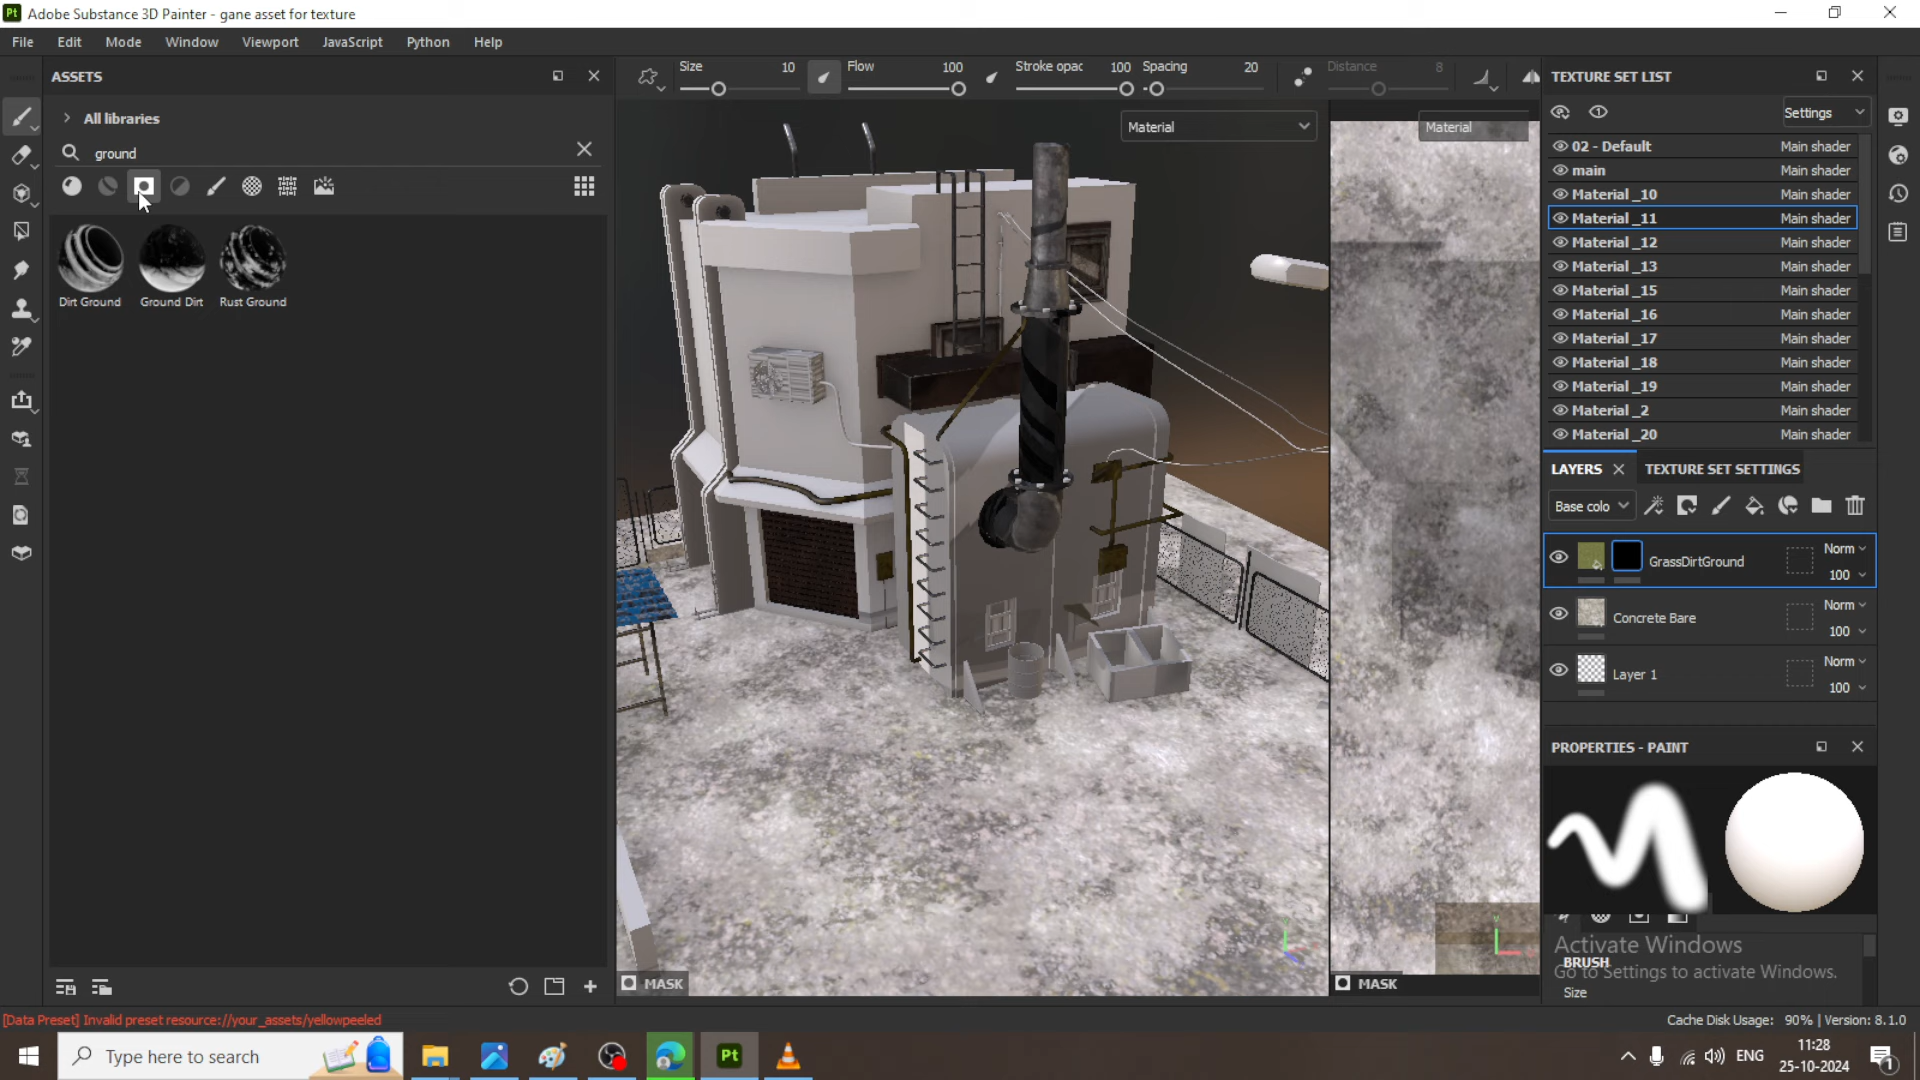 Pt Adobe Substance 3D Painter - gane asset for texture
File Edit Mode Window Viewport JavaScript Python Help
ASSETS
All libraries
ground
Dirt Ground Ground Dirt Rust Ground
Size 10 Flow 100 Stroke opac 100 Spacing 20 Distance 8
Material
Material
MASK
MASK
TEXTURE SET LIST
Settings
02 - Default Main shader
main Main shader
Material _10 Main shader
Material _11 Main shader
Material _12 Main shader
Material _13 Main shader
Material _15 Main shader
Material _16 Main shader
Material _17 Main shader
Material _18 Main shader
Material _19 Main shader
Material _2 Main shader
Material _20 Main shader
LAYERS TEXTURE SET SETTINGS
Base colo
GrassDirtGround Norm 100
Concrete Bare Norm 100
Layer 1 Norm 100
PROPERTIES - PAINT
Activate Windows
BRUSH
Go to Settings to activate Windows.
Size
[Data Preset] Invalid preset resource://your_assets/yellowpeeled
Cache Disk Usage: 90% | Version: 8.1.0
Type here to search
Pt
ENG
11:28
25-10-2024
1